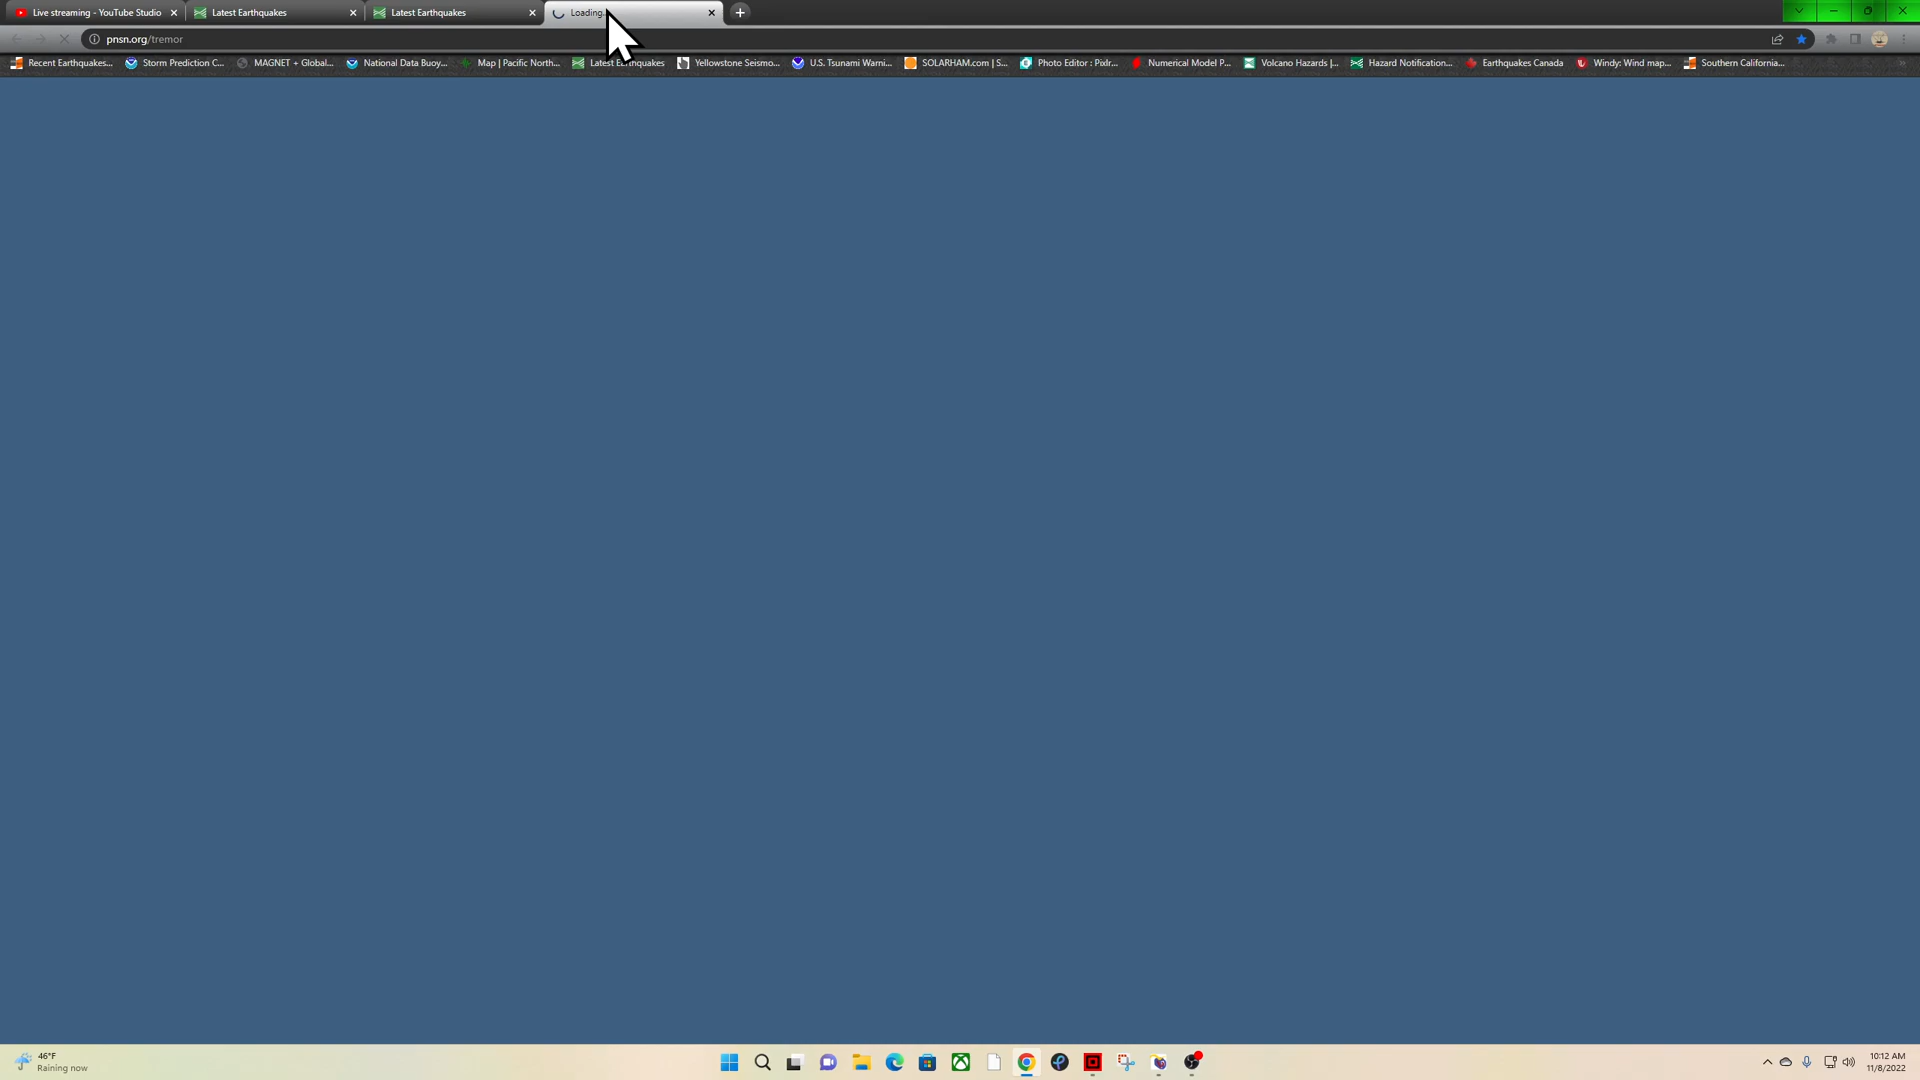 Live streaming - YouTube Studio
Latest Earthquakes
Latest Earthquakes
Loading...
pnsn.org/tremor
Recent Earthquakes...
Storm Prediction C...
MAGNET + Global...
National Data Buoy...
Map | Pacific North...
Latest Earthquakes
Yellowstone Seismo...
U.S. Tsunami Warni...
SOLARHAM.com | S...
Photo Editor : Pixlr...
Numerical Model P...
Volcano Hazards |...
Hazard Notification...
Earthquakes Canada
Windy: Wind map...
Southern California...
46°F
Raining now
10:12 AM
11/8/2022